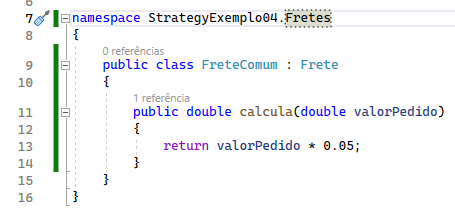 6
7 namespace StrategyExemplo04.Fretes
8 {
0 referências
9 public class FreteComum : Frete
10 {
1 referência
11 public double calcula(double valorPedido)
12 {
13 return valorPedido * 0.05;
14 }
15 }
16 }